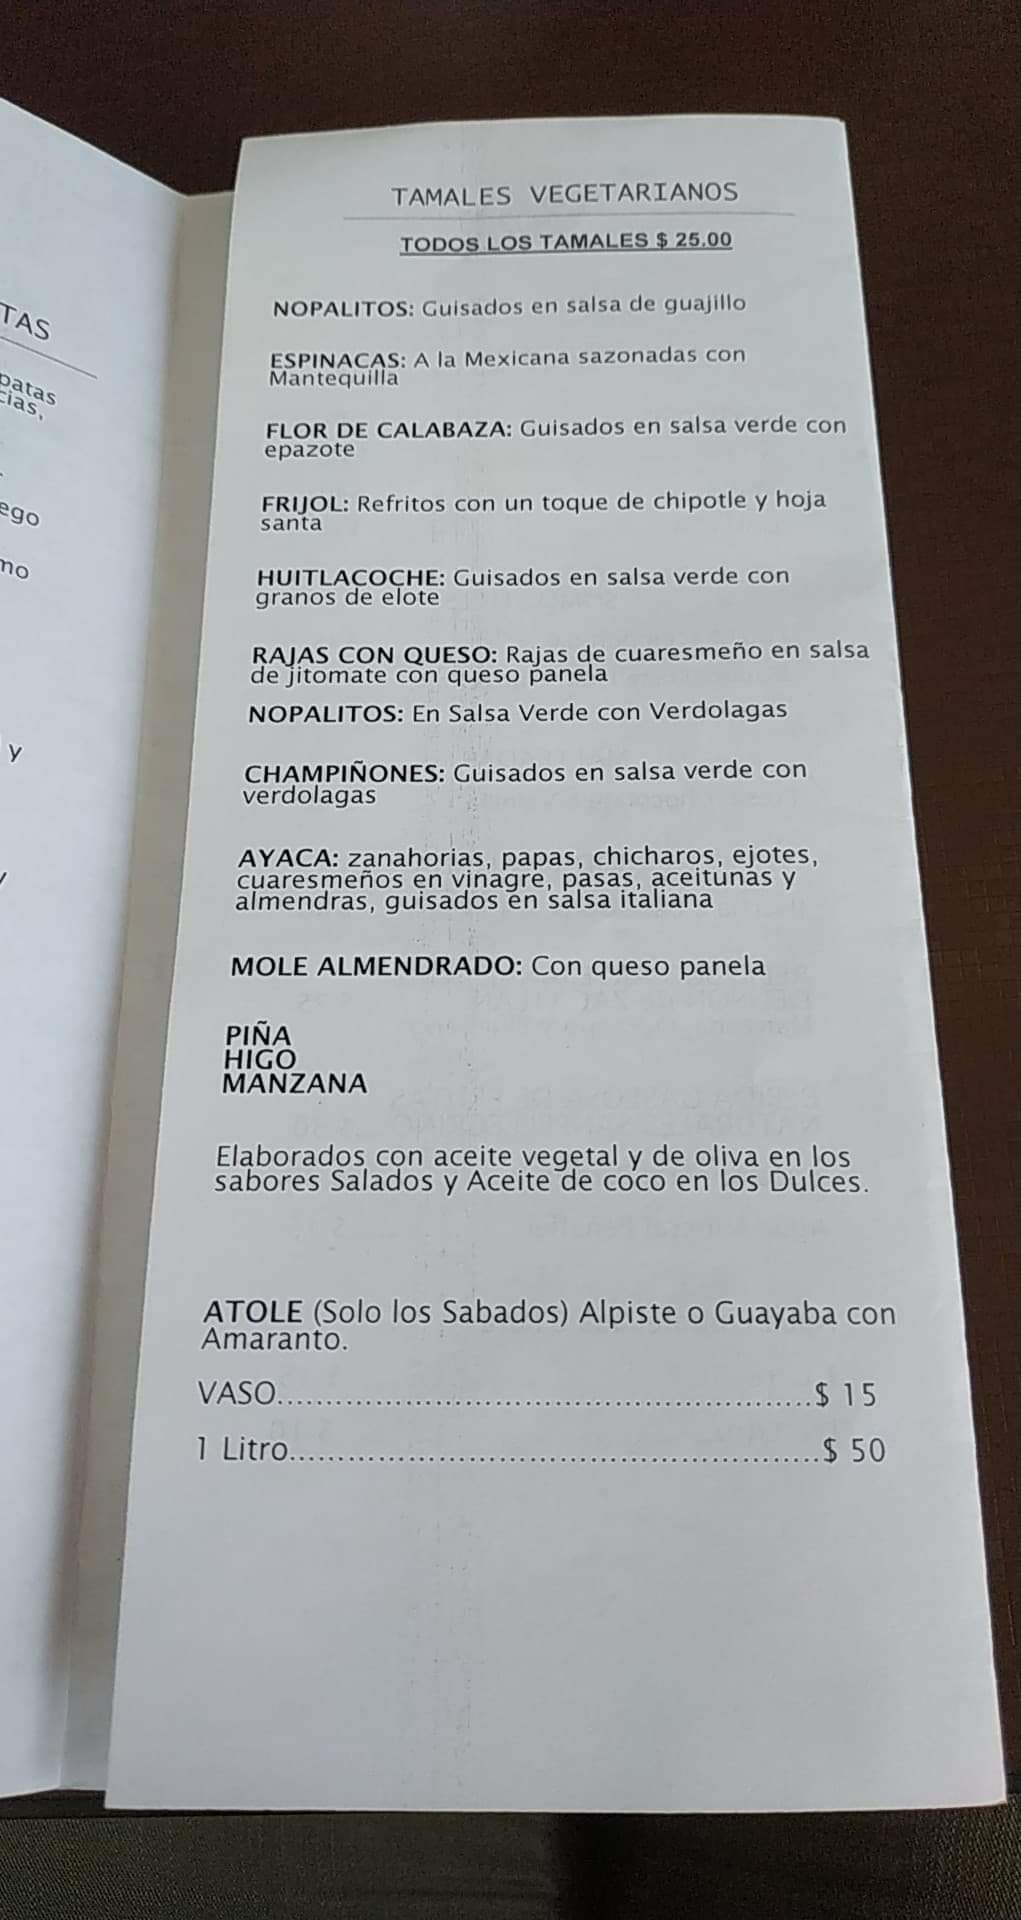 TAS
patas
cias,
ego
mo
y
TAMALES VEGETARIANOS
TODOS LOS TAMALES $ 25.00
NOPALITOS: Guisados en salsa de guajillo
ESPINACAS: A la Mexicana sazonadas con
Mantequilla
FLOR DE CALABAZA: Guisados en salsa verde con
epazote
FRIJOL: Refritos con un toque de chipotle y hoja
santa
HUITLACOCHE: Guisados en salsa verde con
granos de elote
RAJAS CON QUESO: Rajas de cuaresmeño en salsa
de jitomate con queso panela
NOPALITOS: En Salsa Verde con Verdolagas
CHAMPIÑONES: Guisados en salsa verde con
verdolagas
AYACA: zanahorias, papas, chicharos, ejotes,
cuaresmeños en vinagre, pasas, aceitunas y
almendras, guisados en salsa italiana
MOLE ALMENDRADO: Con queso panela
PIÑA
HIGO
MANZANA
Elaborados con aceite vegetal y de oliva en los
sabores Salados y Aceite de coco en los Dulces.
ATOLE (Solo los Sabados) Alpiste o Guayaba con
Amaranto.
VASO......................................................$ 15
1 Litro.....................................................$ 50